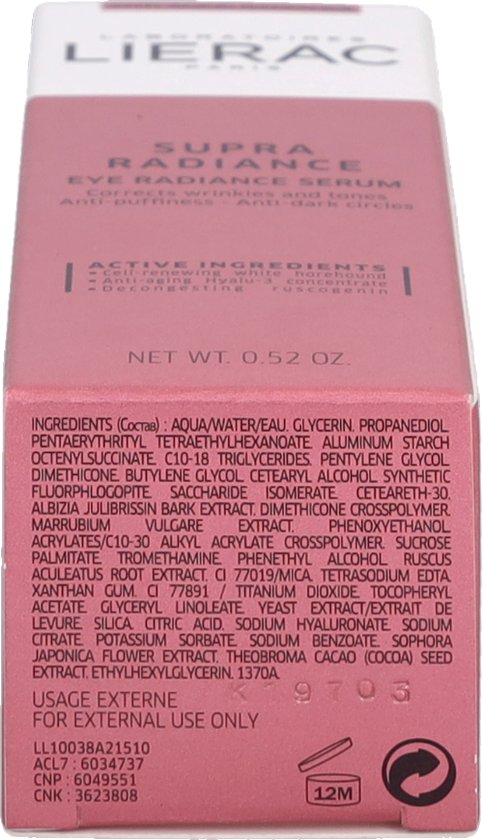 LABORATOIRES
LIERAC
PARIS
SUPRA
RADIANCE
EYE RADIANCE SERUM
Corrects wrinkles and tones
Anti-puffiness - Anti-dark circles
ACTIVE INGREDIENTS
• Cell-renewing white horehound
• Anti-aging Hyalu-3 concentrate
• Decongesting ruscogenin
NET WT. 0.52 OZ.
INGREDIENTS (Состав) : AQUA/WATER/EAU. GLYCERIN. PROPANEDIOL.
PENTAERYTHRITYL TETRAETHYLHEXANOATE. ALUMINUM STARCH
OCTENYLSUCCINATE. C10-18 TRIGLYCERIDES. PENTYLENE GLYCOL.
DIMETHICONE. BUTYLENE GLYCOL. CETEARYL ALCOHOL. SYNTHETIC
FLUORPHLOGOPITE. SACCHARIDE ISOMERATE. CETEARETH-30.
ALBIZIA JULIBRISSIN BARK EXTRACT. DIMETHICONE CROSSPOLYMER.
MARRUBIUM VULGARE EXTRACT. PHENOXYETHANOL.
ACRYLATES/C10-30 ALKYL ACRYLATE CROSSPOLYMER. SUCROSE
PALMITATE. TROMETHAMINE. PHENETHYL ALCOHOL. RUSCUS
ACULEATUS ROOT EXTRACT. CI 77019/MICA. TETRASODIUM EDTA.
XANTHAN GUM. CI 77891 / TITANIUM DIOXIDE. TOCOPHERYL
ACETATE. GLYCERYL LINOLEATE. YEAST EXTRACT/EXTRAIT DE
LEVURE. SILICA. CITRIC ACID. SODIUM HYALURONATE. SODIUM
CITRATE. POTASSIUM SORBATE. SODIUM BENZOATE. SOPHORA
JAPONICA FLOWER EXTRACT. THEOBROMA CACAO (COCOA) SEED
EXTRACT. ETHYLHEXYLGLYCERIN. 1370A.
K19703
USAGE EXTERNE
FOR EXTERNAL USE ONLY
LL10038A21510
ACL7 : 6034737
CNP : 6049551
CNK : 3623808
12M